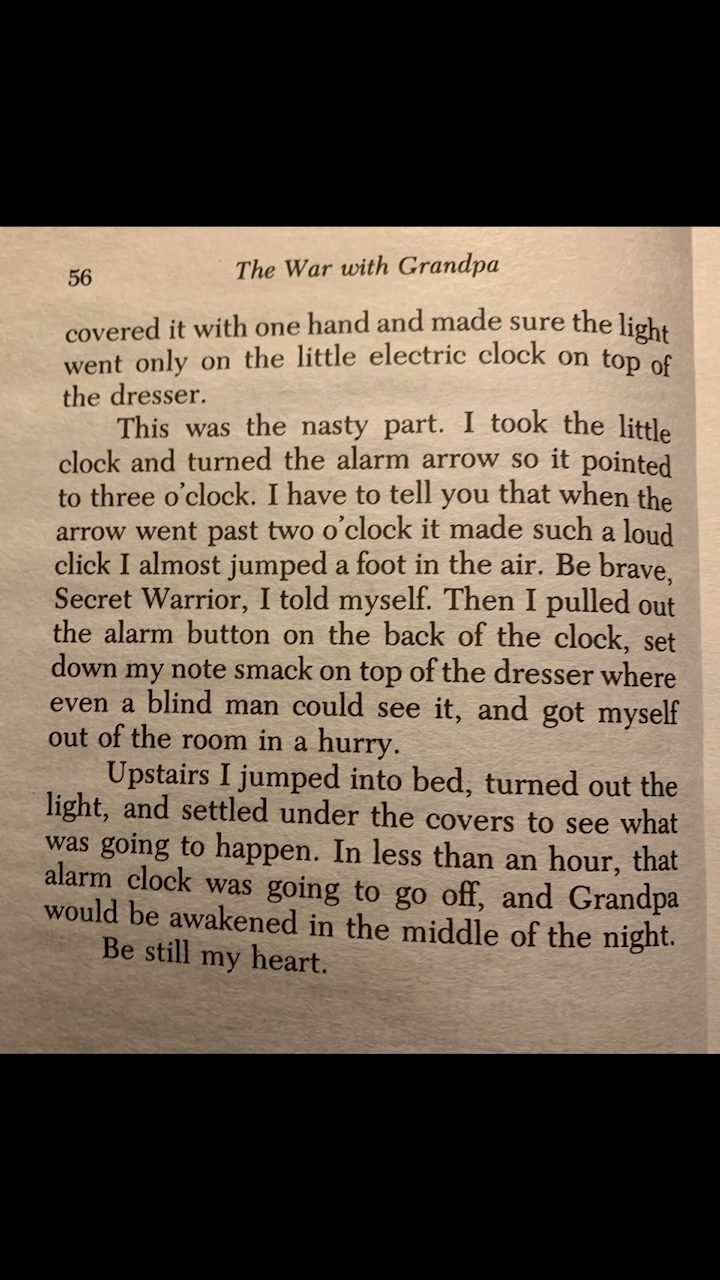 56
The War with Grandpa
covered it with one hand and made sure the light
went only on the little electric clock on top of
the dresser.
This was the nasty part. I took the little
clock and turned the alarm arrow so it pointed
to three o’clock. I have to tell you that when the
arrow went past two o’clock it made such a loud
click I almost jumped a foot in the air. Be brave,
Secret Warrior, I told myself. Then I pulled out
the alarm button on the back of the clock, set
down my note smack on top of the dresser where
even a blind man could see it, and got myself
out of the room in a hurry.
Upstairs I jumped into bed, turned out the
light, and settled under the covers to see what
was going to happen. In less than an hour, that
alarm clock was going to go off, and Grandpa
would be awakened in the middle of the night.
Be still my heart.